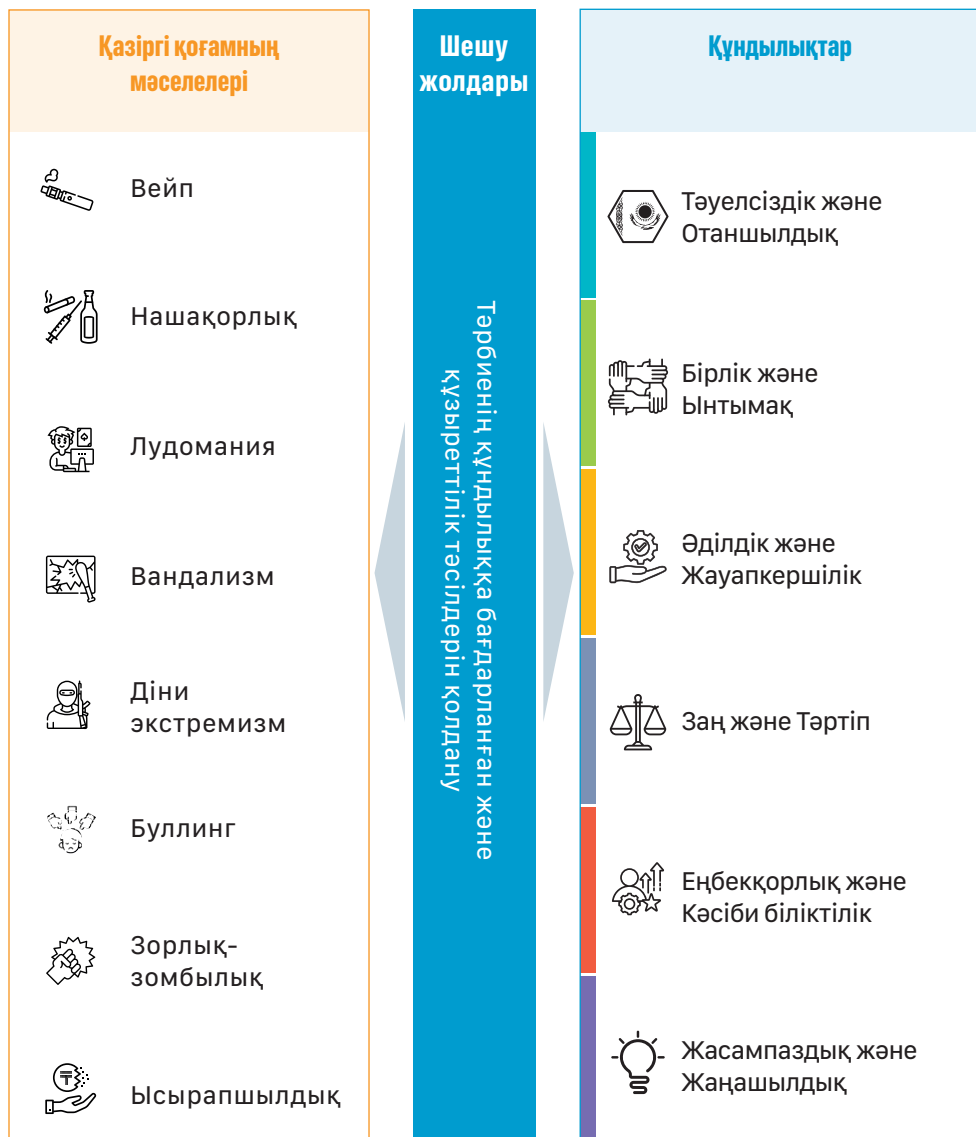 Қазіргі қоғамның
мәселелері
Вейп
Нашақорлық
Лудомания
Вандализм
Діни
экстремизм
Буллинг
Зорлық-
зомбылық
Ысырапшылдық
Шешу
жолдары
Тәрбиенің құндылыққа бағдарланған және
құзыреттілік тәсілдерін қолдану
Құндылықтар
Тәуелсіздік және
Отаншылдық
Бірлік және
Ынтымақ
Әділдік және
Жауапкершілік
Заң және Тәртіп
Еңбекқорлық және
Кәсіби біліктілік
Жасампаздық және
Жаңашылдық